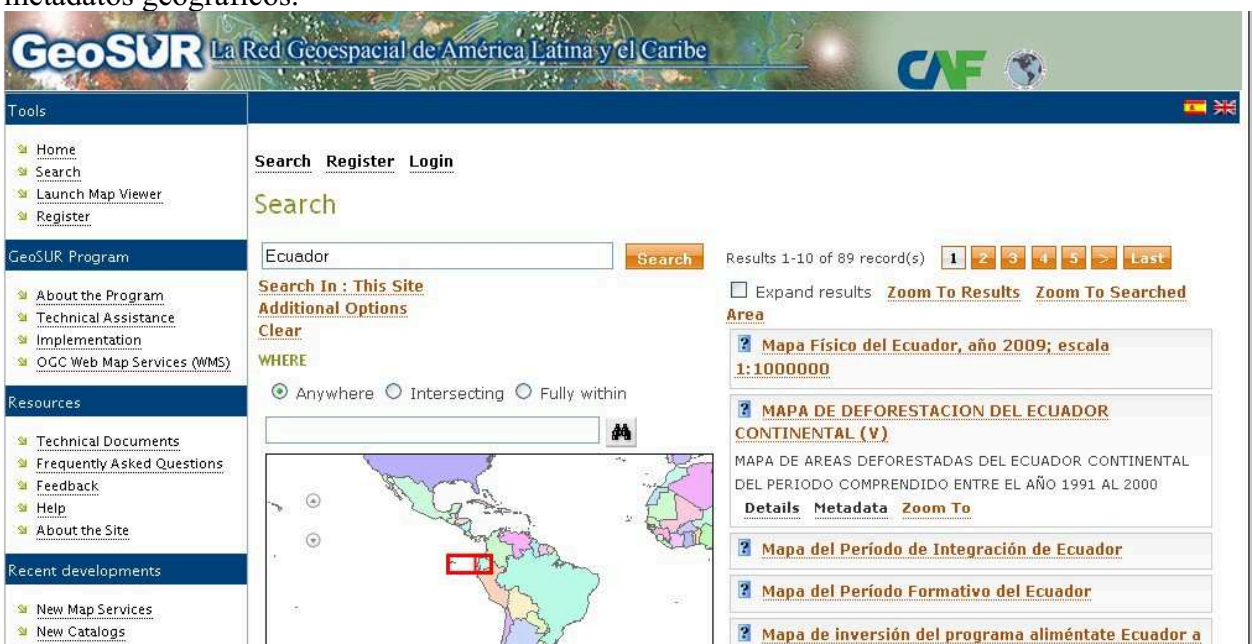 metadatos geográficos.
GeoSUR La Red Geoespacial de América Latina y el Caribe
CAF
Tools
Home
Search
Launch Map Viewer
Register
GeoSUR Program
About the Program
Technical Assistance
Implementation
OGC Web Map Services (WMS)
Resources
Technical Documents
Frequently Asked Questions
Feedback
Help
About the Site
Recent developments
New Map Services
New Catalogs
Search Register Login
Search
Ecuador Search
Search In : This Site
Additional Options
Clear
WHERE
Anywhere Intersecting Fully within
Results 1-10 of 89 record(s) 1 2 3 4 5 > Last
Expand results Zoom To Results Zoom To Searched
Area
Mapa Físico del Ecuador, año 2009; escala
1:1000000
MAPA DE DEFORESTACION DEL ECUADOR
CONTINENTAL (V)
MAPA DE AREAS DEFORESTADAS DEL ECUADOR CONTINENTAL
DEL PERIODO COMPRENDIDO ENTRE EL AÑO 1991 AL 2000
Details Metadata Zoom To
Mapa del Período de Integración de Ecuador
Mapa del Período Formativo del Ecuador
Mapa de inversión del programa aliméntate Ecuador a